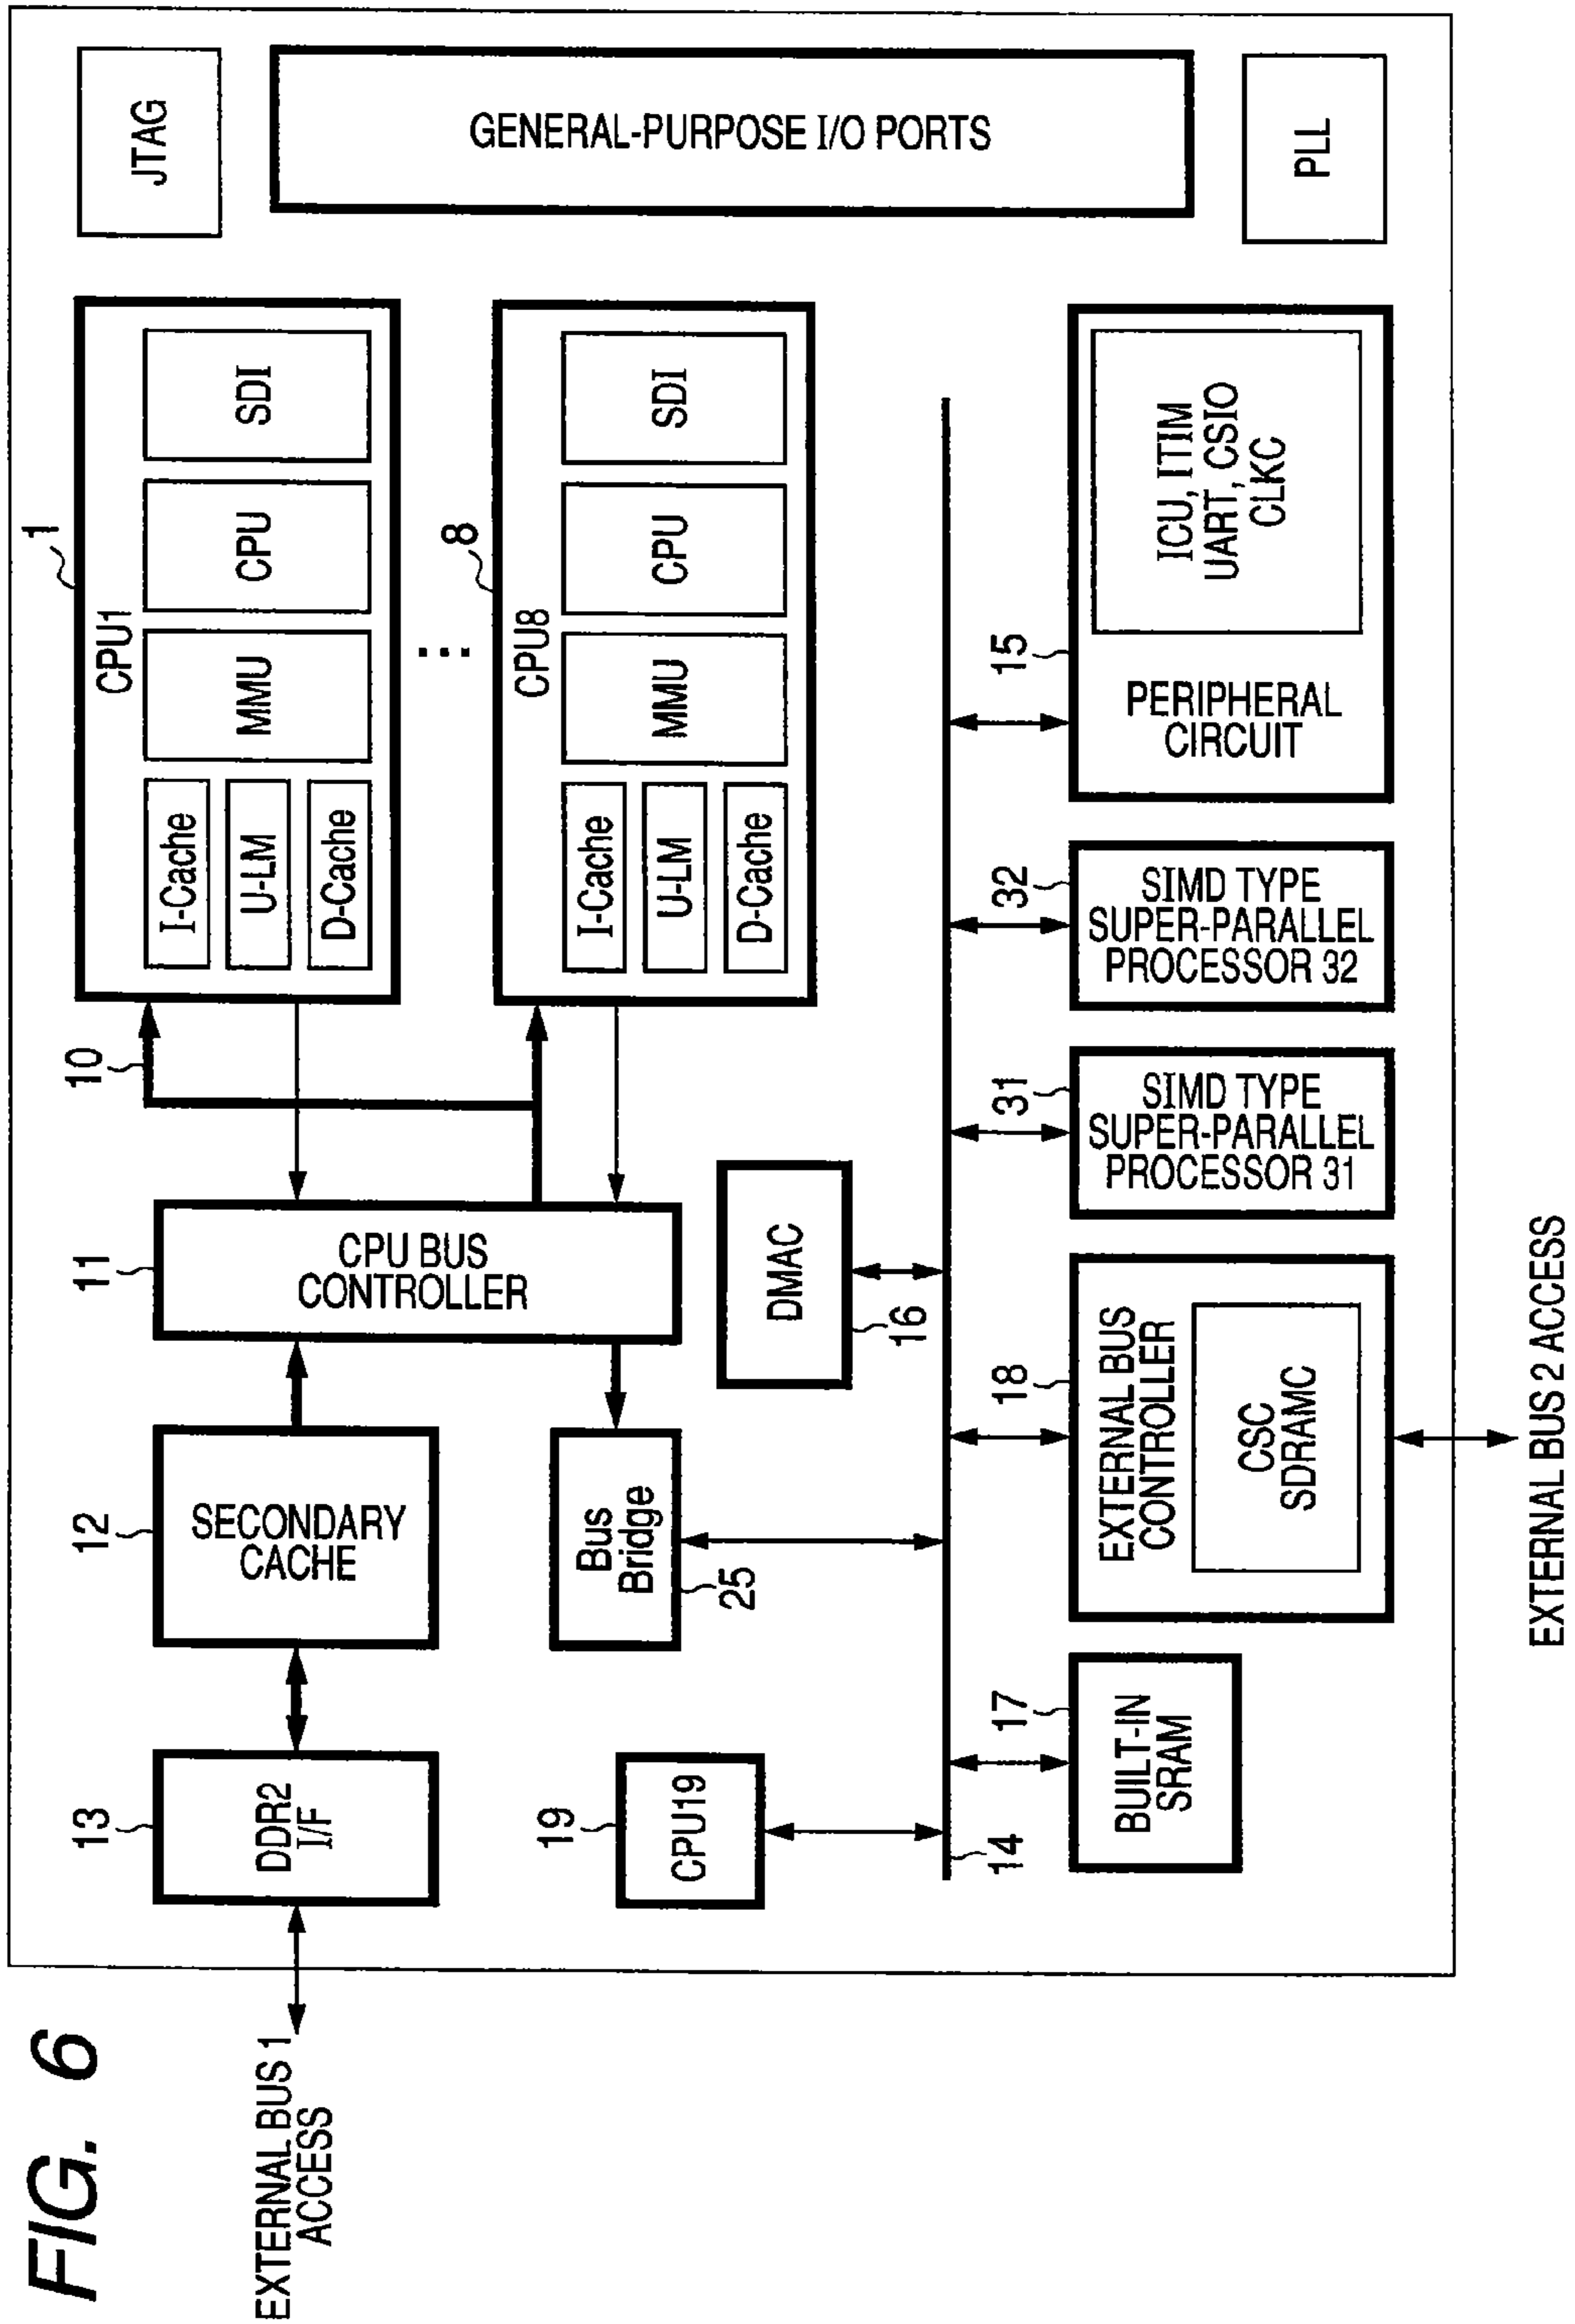 FIG. 6
EXTERNAL BUS 1
ACCESS
13
DDR2
I/F
12
SECONDARY
CACHE
11
CPU BUS
CONTROLLER
10
1
CPU1
I-Cache
U-LM
D-Cache
MMU
CPU
SDI
⋮
8
CPU8
I-Cache
U-LM
D-Cache
MMU
CPU
SDI
JTAG
GENERAL-PURPOSE I/O PORTS
PLL
19
CPU19
Bus
Bridge
25
DMAC
16
14
17
BUILT-IN
SRAM
18
EXTERNAL BUS
CONTROLLER
CSC
SDRAMC
31
SIMD TYPE
SUPER-PARALLEL
PROCESSOR 31
32
SIMD TYPE
SUPER-PARALLEL
PROCESSOR 32
15
PERIPHERAL
CIRCUIT
ICU, ITIM
UART, CSIO
CLKC
EXTERNAL BUS 2 ACCESS